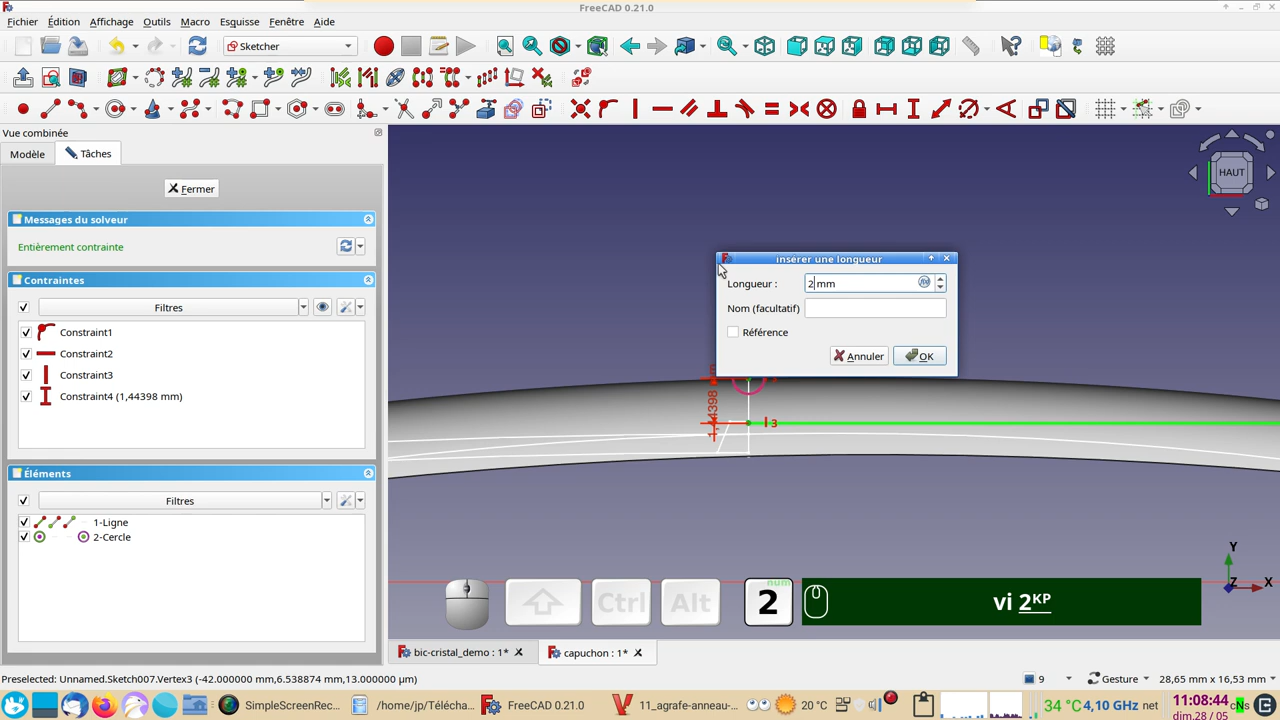 FreeCAD 0.21.0
Fichier Édition Affichage Outils Macro Esquisse Fenêtre Aide
Sketcher
Vue combinée
Modèle Tâches
Fermer
Messages du solveur
Entièrement contrainte
Contraintes
Filtres
Constraint1
Constraint2
Constraint3
Constraint4 (1,44398 mm)
Éléments
Filtres
1-Ligne
2-Cercle
HAUT
insérer une longueur
Longueur : 2 mm
Nom (facultatif)
Référence
Annuler OK
3
Y
Z X
num
Ctrl Alt 2 vi 2KP
bic-cristal_demo : 1* capuchon : 1*
Preselected: Unnamed.Sketch007.Vertex3 (-42.000000 mm,6.538874 mm,13.000000 µm) 9 Gesture 28,65 mm x 16,53 mm
SimpleScreenRec... /home/jp/Télécha... FreeCAD 0.21.0 11_agrafe-anneau-... 20 °C 34 °C 4,10 GHz net 11:08:44
dim.28 / 05